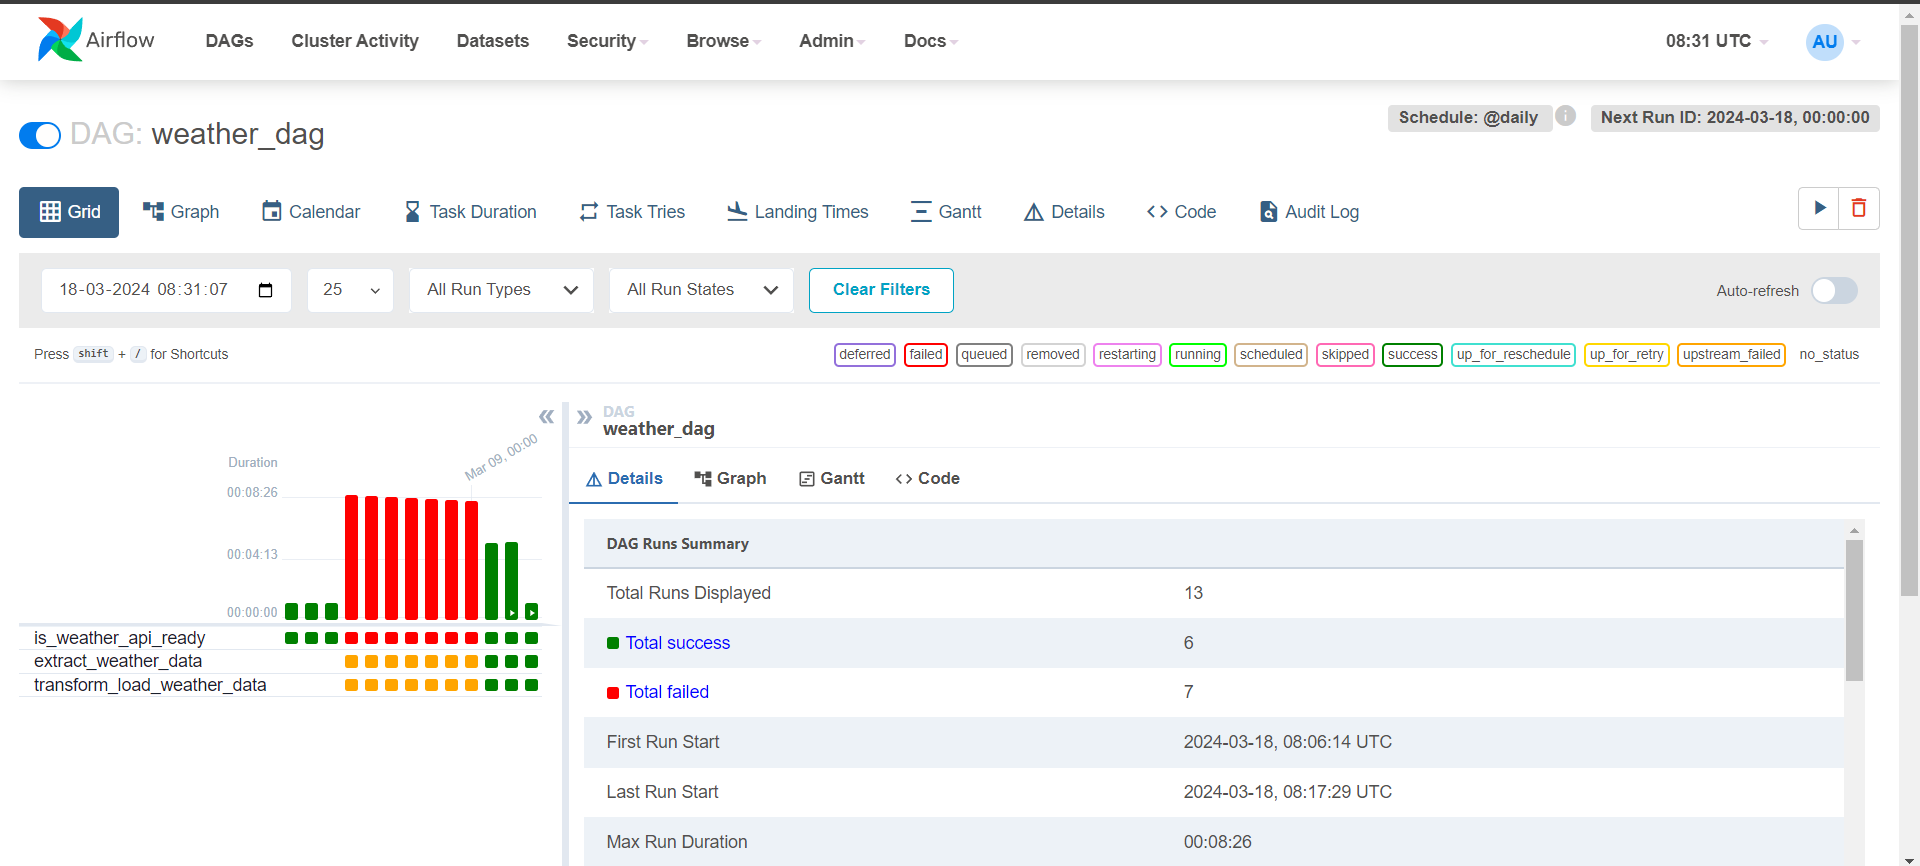 Airflow DAGs Cluster Activity Datasets Security Browse Admin Docs 08:31 UTC AU
DAG: weather_dag
Schedule: @daily i Next Run ID: 2024-03-18, 00:00:00
Grid Graph Calendar Task Duration Task Tries Landing Times Gantt Details Code Audit Log
18-03-2024 08:31:07 25 All Run Types All Run States Clear Filters Auto-refresh
Press shift + / for Shortcuts
deferred failed queued removed restarting running scheduled skipped success up_for_reschedule up_for_retry upstream_failed no_status
Mar 09, 00:00
Duration
00:08:26
00:04:13
00:00:00
is_weather_api_ready
extract_weather_data
transform_load_weather_data
DAG
weather_dag
Details Graph Gantt Code
DAG Runs Summary
Total Runs Displayed 13
Total success 6
Total failed 7
First Run Start 2024-03-18, 08:06:14 UTC
Last Run Start 2024-03-18, 08:17:29 UTC
Max Run Duration 00:08:26